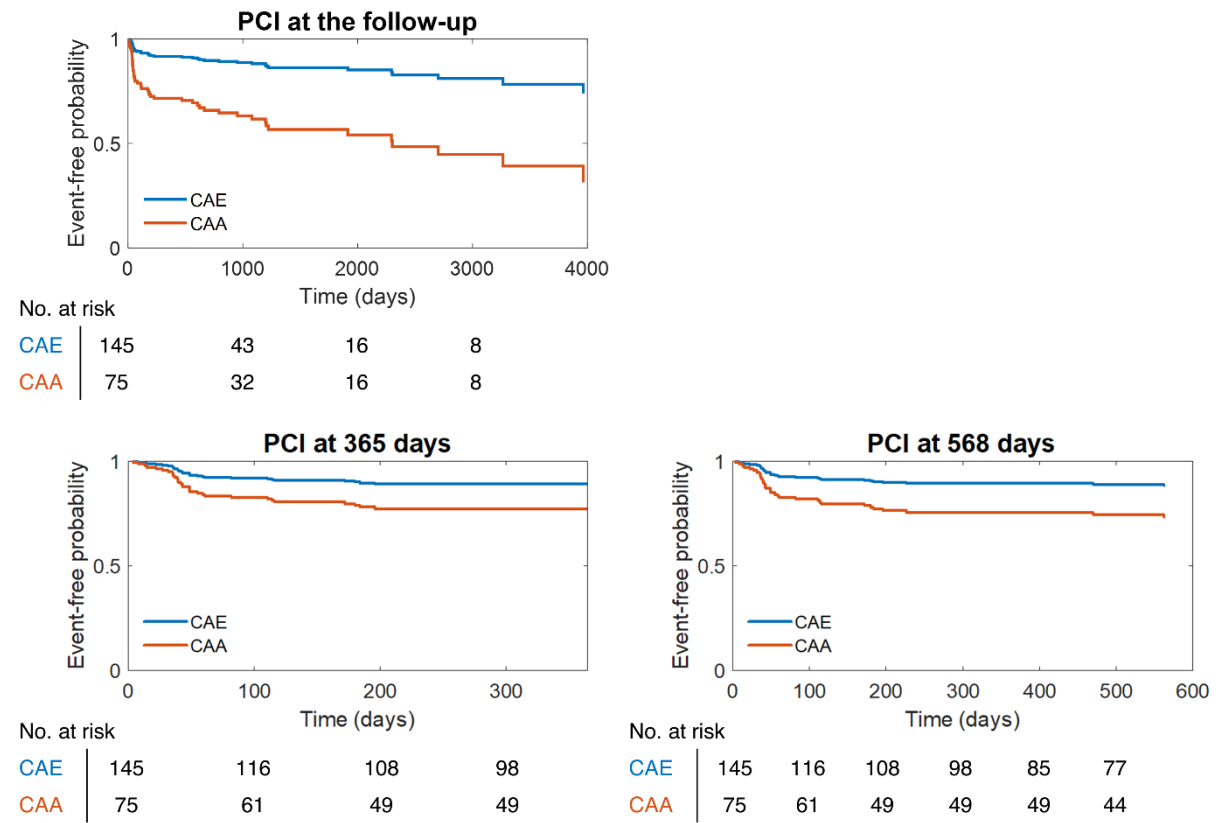 PCI at the follow-up
Event-free probability
1
0.5
0
CAE
CAA
0 1000 2000 3000 4000
Time (days)
No. at risk
CAE 145 43 16 8
CAA 75 32 16 8
PCI at 365 days
Event-free probability
1
0.5
0
CAE
CAA
0 100 200 300
Time (days)
No. at risk
CAE 145 116 108 98
CAA 75 61 49 49
PCI at 568 days
Event-free probability
1
0.5
0
CAE
CAA
0 100 200 300 400 500 600
Time (days)
No. at risk
CAE 145 116 108 98 85 77
CAA 75 61 49 49 49 44